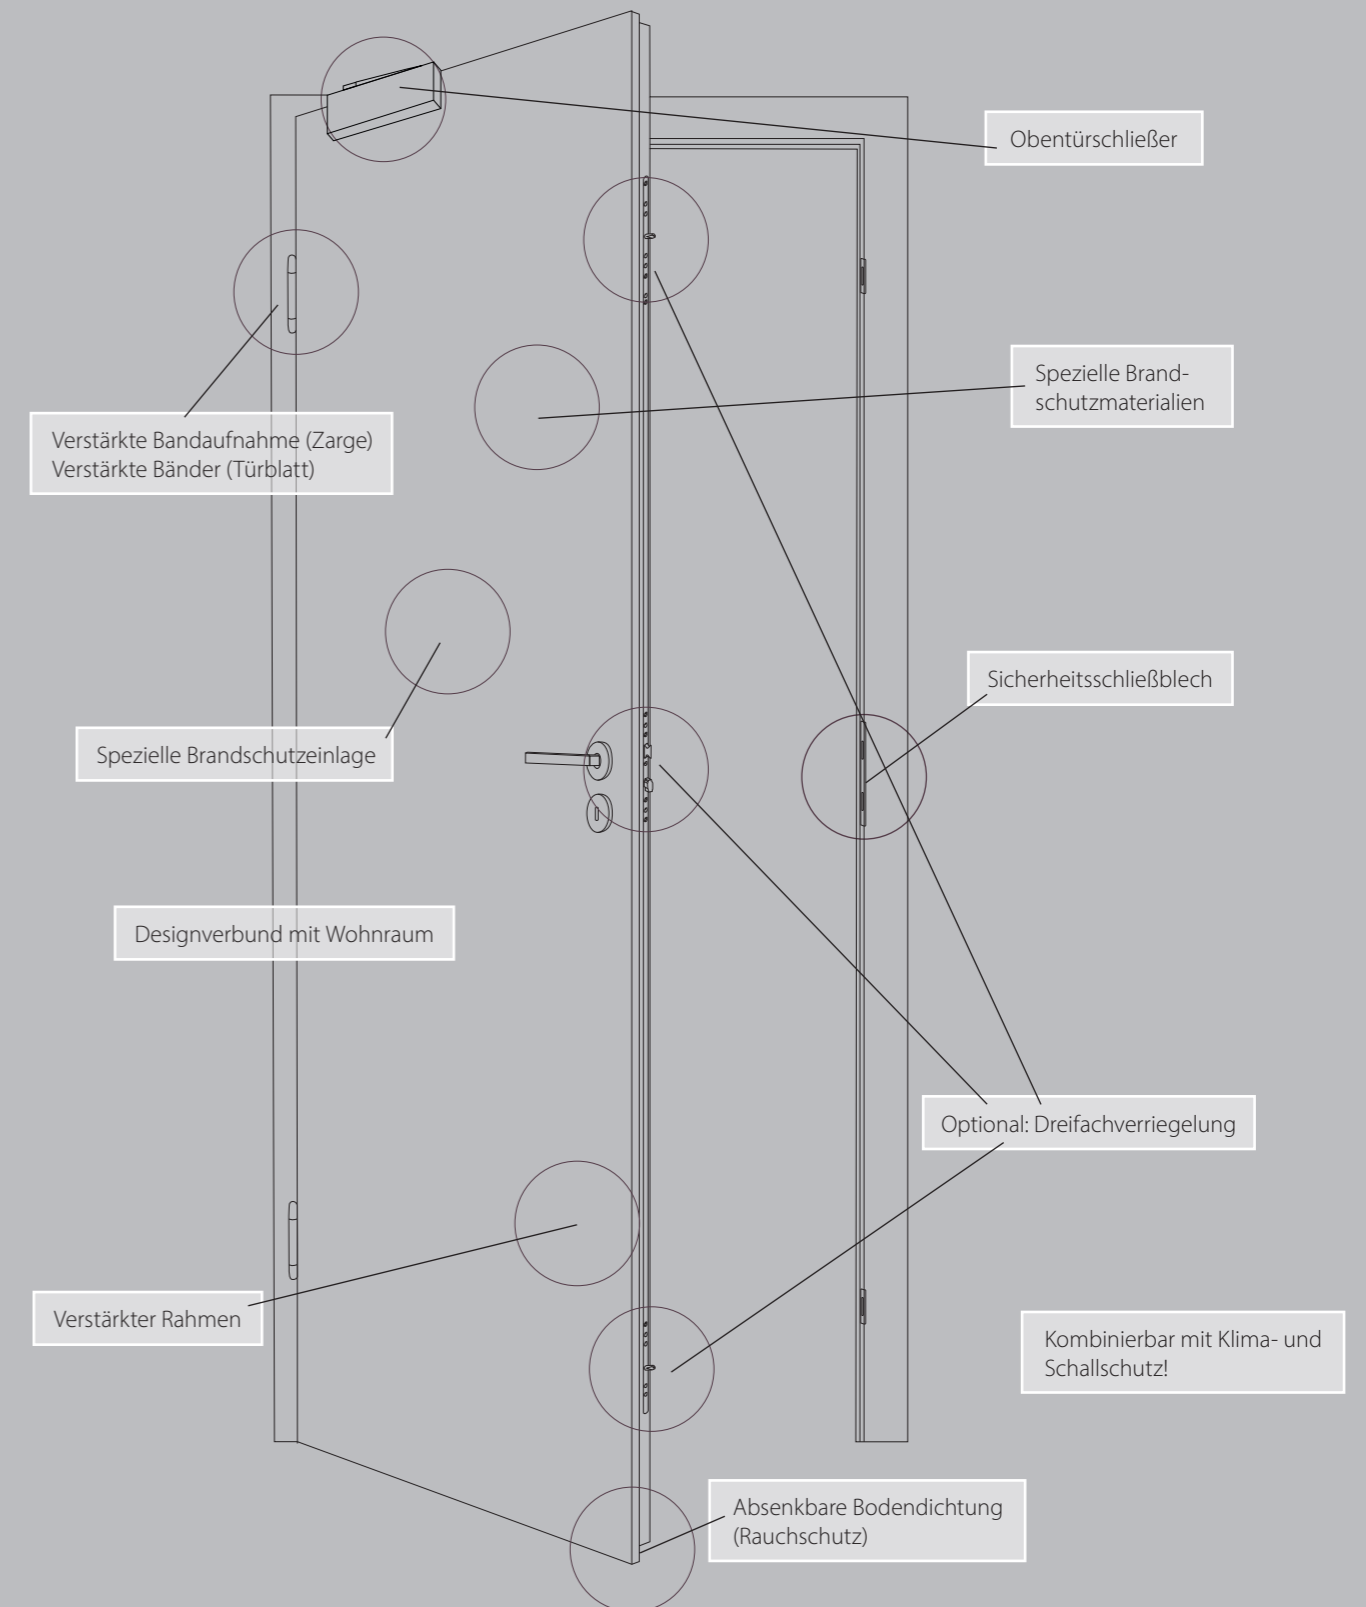 Obentürschließer
Spezielle Brand-
schutzmaterialien
Verstärkte Bandaufnahme (Zarge)
Verstärkte Bänder (Türblatt)
Sicherheitsschließblech
Spezielle Brandschutzeinlage
Designverbund mit Wohnraum
Optional: Dreifachverriegelung
Verstärkter Rahmen
Kombinierbar mit Klima- und
Schallschutz!
Absenkbare Bodendichtung
(Rauchschutz)